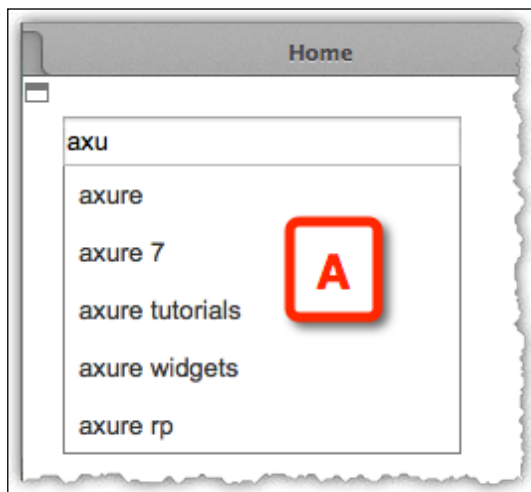 Home
axu
axure
axure 7
A
axure tutorials
axure widgets
axure rp